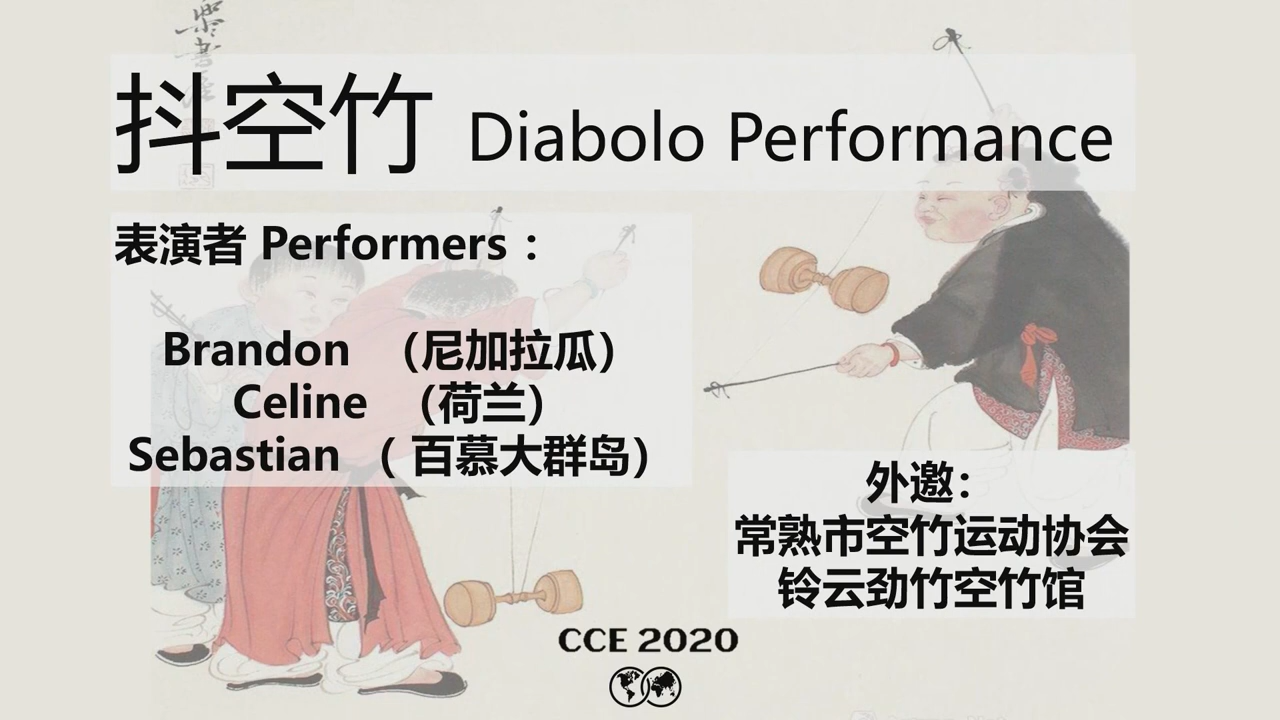 抖空竹 Diabolo Performance
表演者 Performers：
Brandon （尼加拉瓜）
Celine （荷兰）
Sebastian （ 百慕大群岛）
外邀：
常熟市空竹运动协会
铃云劲竹空竹馆
CCE 2020